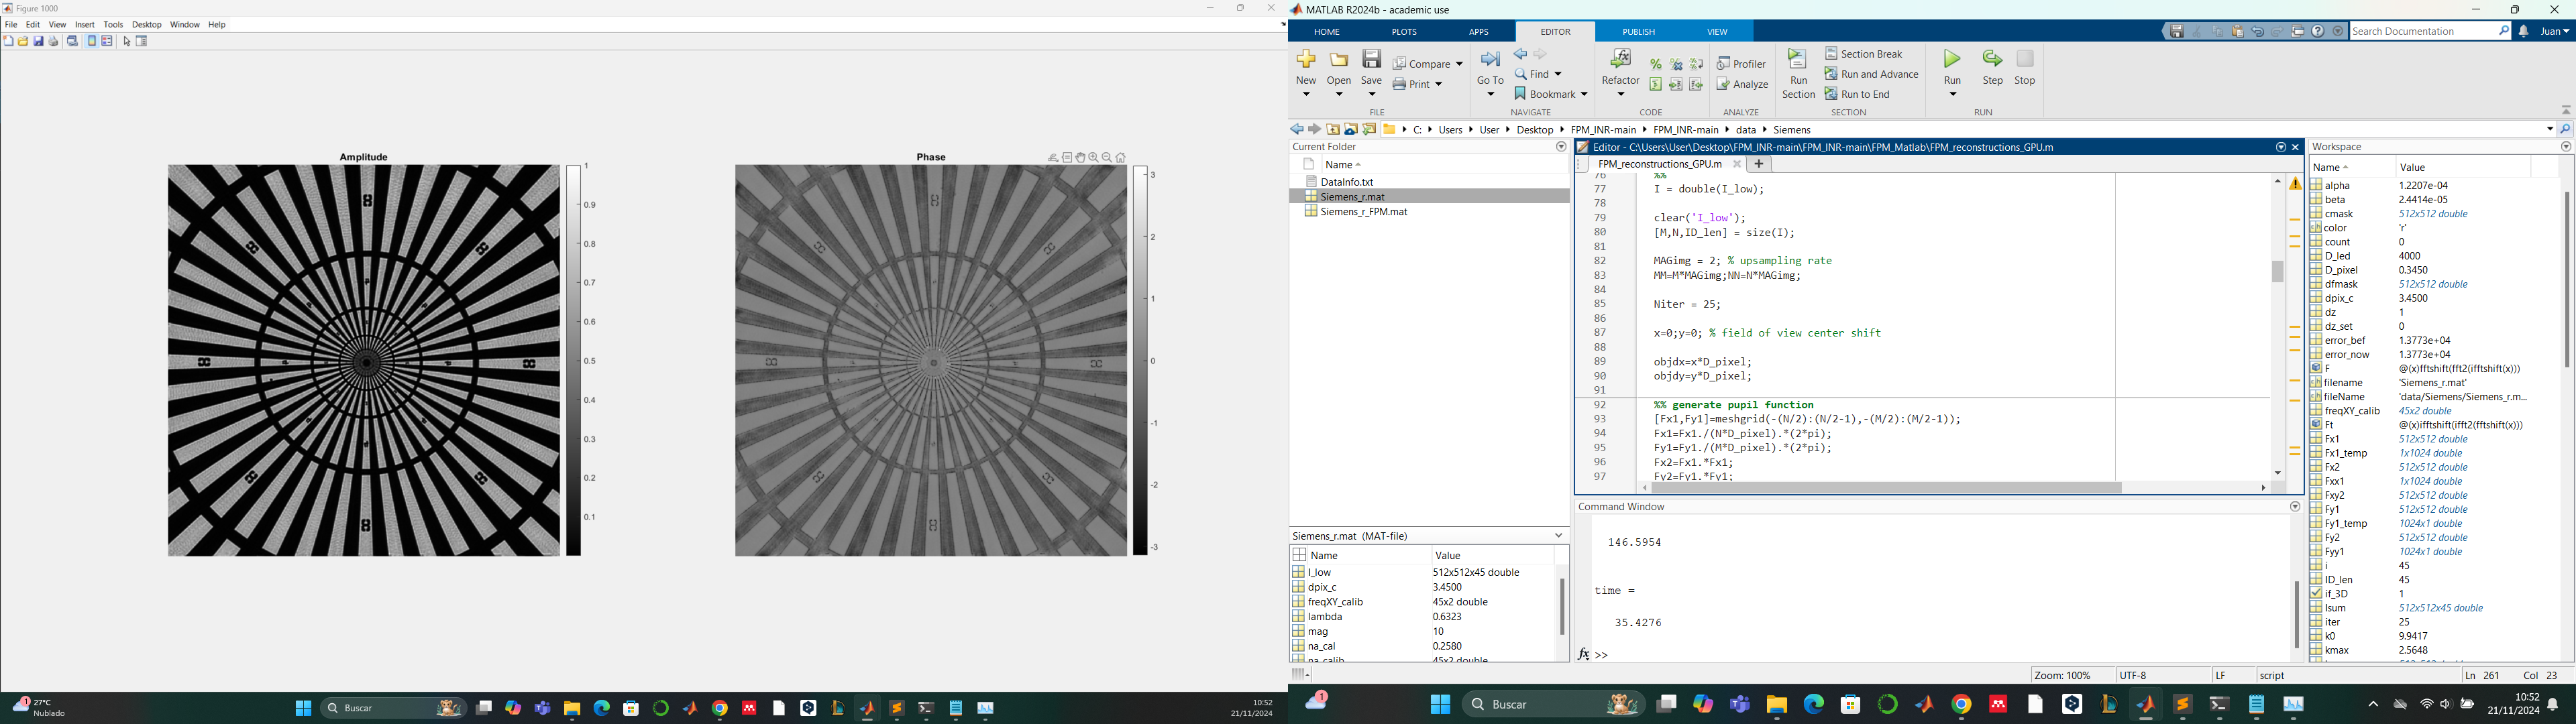 Figure 1000
File Edit View Insert Tools Desktop Window Help
Amplitude
1
0.9
0.8
0.7
0.6
0.5
0.4
0.3
0.2
0.1
Phase
3
2
1
0
-1
-2
-3
27°C
Nublado
Buscar
10:52
21/11/2024
MATLAB R2024b - academic use
HOME PLOTS APPS EDITOR PUBLISH VIEW
Search Documentation
Juan
New Open Save Compare Print
FILE
Go To Find Bookmark
NAVIGATE
Refactor
CODE
Profiler
Analyze
ANALYZE
Run Section
Section Break
Run and Advance
Run to End
SECTION
Run Step Stop
RUN
C: Users User Desktop FPM_INR-main FPM_INR-main data Siemens
Current Folder
Name
DataInfo.txt
Siemens_r.mat
Siemens_r_FPM.mat
Siemens_r.mat (MAT-file)
Name Value
I_low 512x512x45 double
dpix_c 3.4500
freqXY_calib 45x2 double
lambda 0.6323
mag 10
na_cal 0.2580
na_calib 45x2 double
Editor - C:\Users\User\Desktop\FPM_INR-main\FPM_INR-main\FPM_Matlab\FPM_reconstructions_GPU.m
FPM_reconstructions_GPU.m
76 %%
77 I = double(I_low);
78
79 clear('I_low');
80 [M,N,ID_len] = size(I);
81
82 MAGimg = 2; % upsampling rate
83 MM=M*MAGimg;NN=N*MAGimg;
84
85 Niter = 25;
86
87 x=0;y=0; % field of view center shift
88
89 objdx=x*D_pixel;
90 objdy=y*D_pixel;
91
92 %% generate pupil function
93 [Fx1,Fy1]=meshgrid(-(N/2):(N/2-1),-(M/2):(M/2-1));
94 Fx1=Fx1./(N*D_pixel).*(2*pi);
95 Fy1=Fy1./(M*D_pixel).*(2*pi);
96 Fx2=Fx1.*Fx1;
97 Fy2=Fy1.*Fy1;
Command Window
146.5954
time =
35.4276
fx >>
Workspace
Name Value
alpha 1.2207e-04
beta 2.4414e-05
cmask 512x512 double
color 'r'
count 0
D_led 4000
D_pixel 0.3450
dfmask 512x512 double
dpix_c 3.4500
dz 1
dz_set 0
error_bef 1.3773e+04
error_now 1.3773e+04
F @(x)fftshift(fft2(ifftshift(x)))
filename 'Siemens_r.mat'
fileName 'data/Siemens/Siemens_r.m...
freqXY_calib 45x2 double
Ft @(x)ifftshift(ifft2(fftshift(x)))
Fx1 512x512 double
Fx1_temp 1x1024 double
Fx2 512x512 double
Fxx1 1x1024 double
Fxy2 512x512 double
Fy1 512x512 double
Fy1_temp 1024x1 double
Fy2 512x512 double
Fyy1 1024x1 double
i 45
ID_len 45
if_3D 1
Isum 512x512x45 double
iter 25
k0 9.9417
kmax 2.5648
Zoom: 100% UTF-8 LF script Ln 261 Col 23
Buscar
10:52
21/11/2024